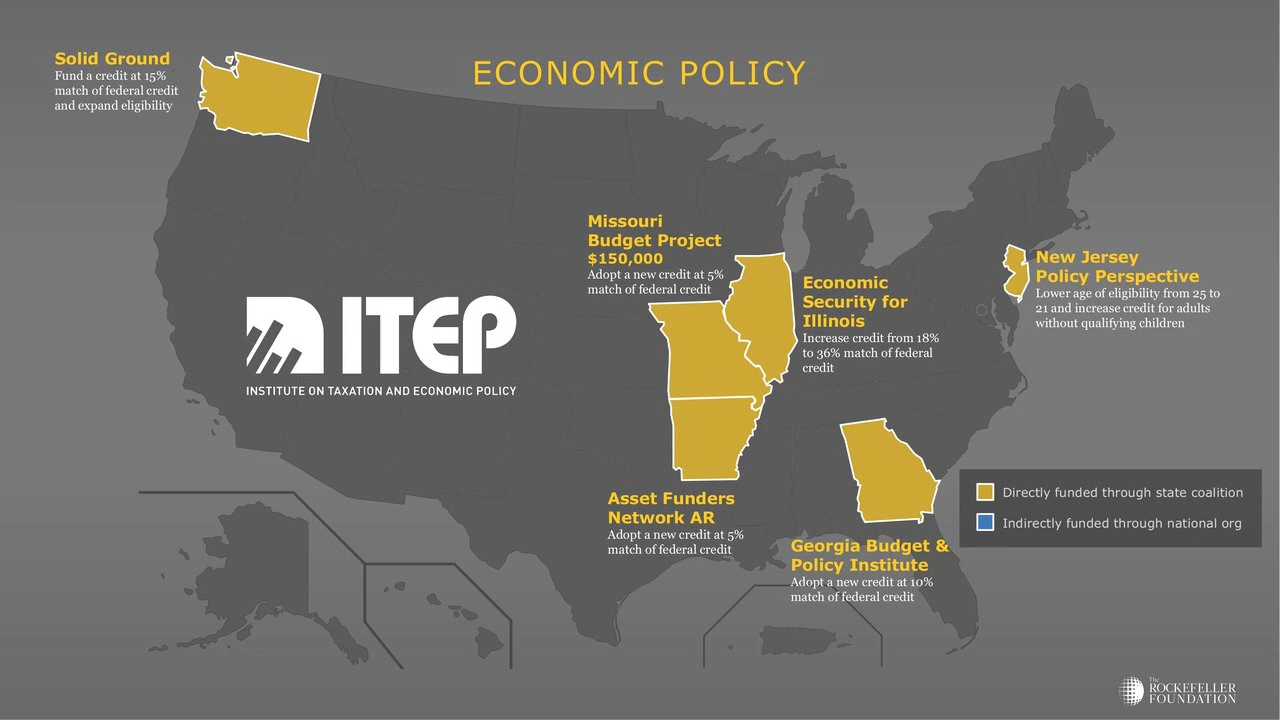 ECONOMIC POLICY
Solid Ground
Fund a credit at 15%
match of federal credit
and expand eligibility
Missouri
Budget Project
$150,000
Adopt a new credit at 5%
match of federal credit
Economic
Security for
Illinois
Increase credit from 18%
to 36% match of federal
credit
New Jersey
Policy Perspective
Lower age of eligibility from 25 to
21 and increase credit for adults
without qualifying children
ITEP
INSTITUTE ON TAXATION AND ECONOMIC POLICY
Asset Funders
Network AR
Adopt a new credit at 5%
match of federal credit
Georgia Budget &
Policy Institute
Adopt a new credit at 10%
match of federal credit
Directly funded through state coalition
Indirectly funded through national org
The
ROCKEFELLER
FOUNDATION